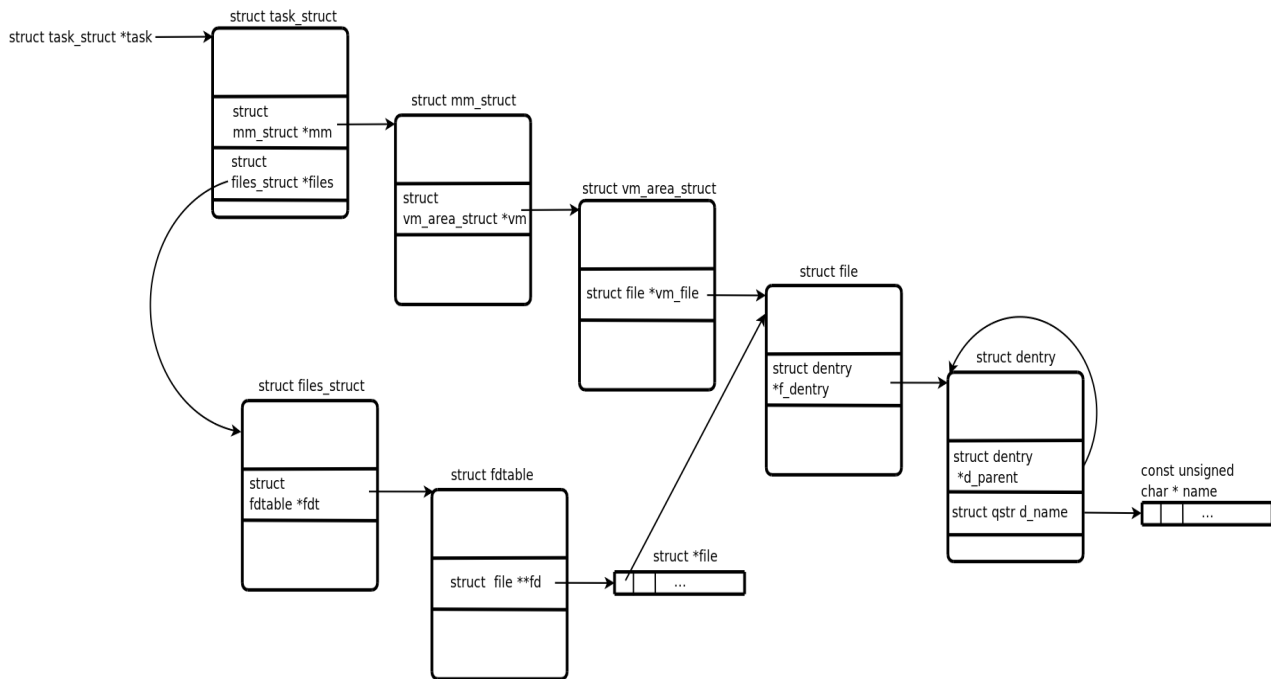 struct task_struct
struct task_struct *task
struct
mm_struct *mm
struct
files_struct *files
struct mm_struct
struct
vm_area_struct *vm
struct vm_area_struct
struct file *vm_file
struct file
struct dentry
*f_dentry
struct dentry
struct dentry
*d_parent
struct qstr d_name
const unsigned
char * name
...
struct files_struct
struct
fdtable *fdt
struct fdtable
struct file **fd
struct *file
...